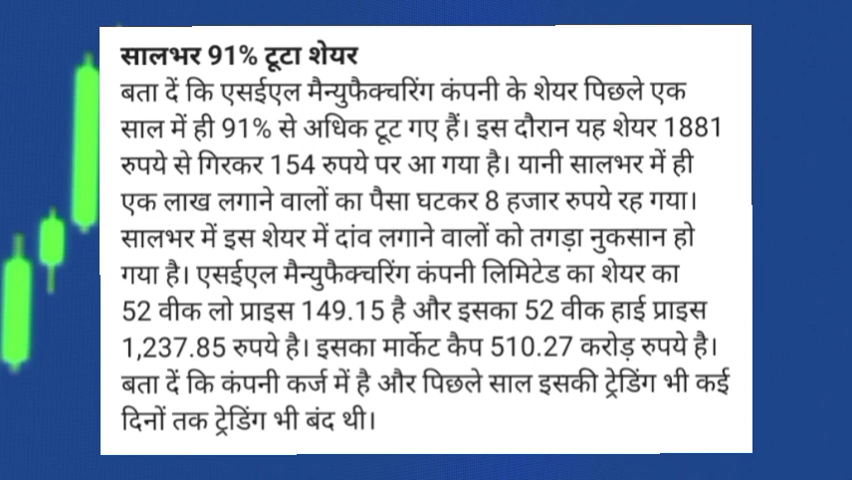 सालभर 91% टूटा शेयर
बता दें कि एसईएल मैन्युफैक्चरिंग कंपनी के शेयर पिछले एक
साल में ही 91% से अधिक टूट गए हैं। इस दौरान यह शेयर 1881
रुपये से गिरकर 154 रुपये पर आ गया है। यानी सालभर में ही
एक लाख लगाने वालों का पैसा घटकर 8 हजार रुपये रह गया।
सालभर में इस शेयर में दांव लगाने वालों को तगड़ा नुकसान हो
गया है। एसईएल मैन्युफैक्चरिंग कंपनी लिमिटेड का शेयर का
52 वीक लो प्राइस 149.15 है और इसका 52 वीक हाई प्राइस
1,237.85 रुपये है। इसका मार्केट कैप 510.27 करोड़ रुपये है।
बता दें कि कंपनी कर्ज में है और पिछले साल इसकी ट्रेडिंग भी कई
दिनों तक ट्रेडिंग भी बंद थी।